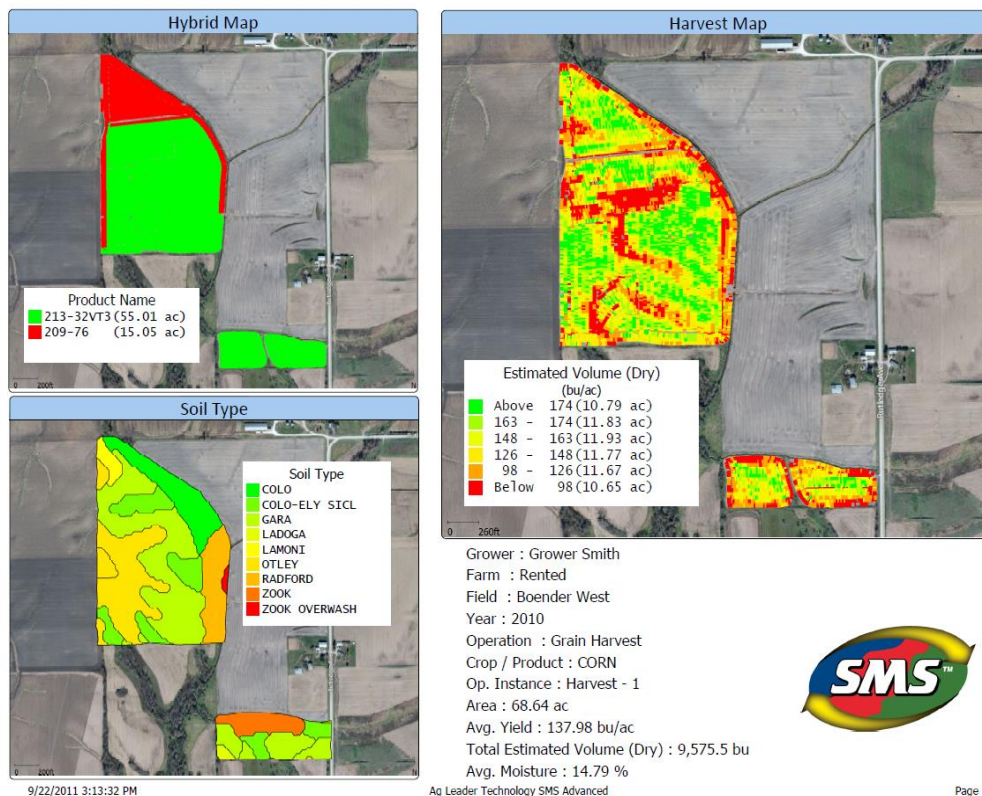 Hybrid Map
Product Name
213-32VT3(55.01 ac)
209-76 (15.05 ac)
200ft
N
Soil Type
Soil Type
COLO
COLO-ELY SICL
GARA
LADOGA
LAMONI
OTLEY
RADFORD
ZOOK
ZOOK OVERWASH
200ft
N
Harvest Map
Estimated Volume (Dry)
(bu/ac)
Above 174(10.79 ac)
163 - 174(11.83 ac)
148 - 163(11.93 ac)
126 - 148(11.77 ac)
98 - 126(11.67 ac)
Below 98(10.65 ac)
260ft
N
Grower : Grower Smith
Farm : Rented
Field : Boender West
Year : 2010
Operation : Grain Harvest
Crop / Product : CORN
Op. Instance : Harvest - 1
Area : 68.64 ac
Avg. Yield : 137.98 bu/ac
Total Estimated Volume (Dry) : 9,575.5 bu
Avg. Moisture : 14.79 %
SMS™
9/22/2011 3:13:32 PM
Ag Leader Technology SMS Advanced
Page